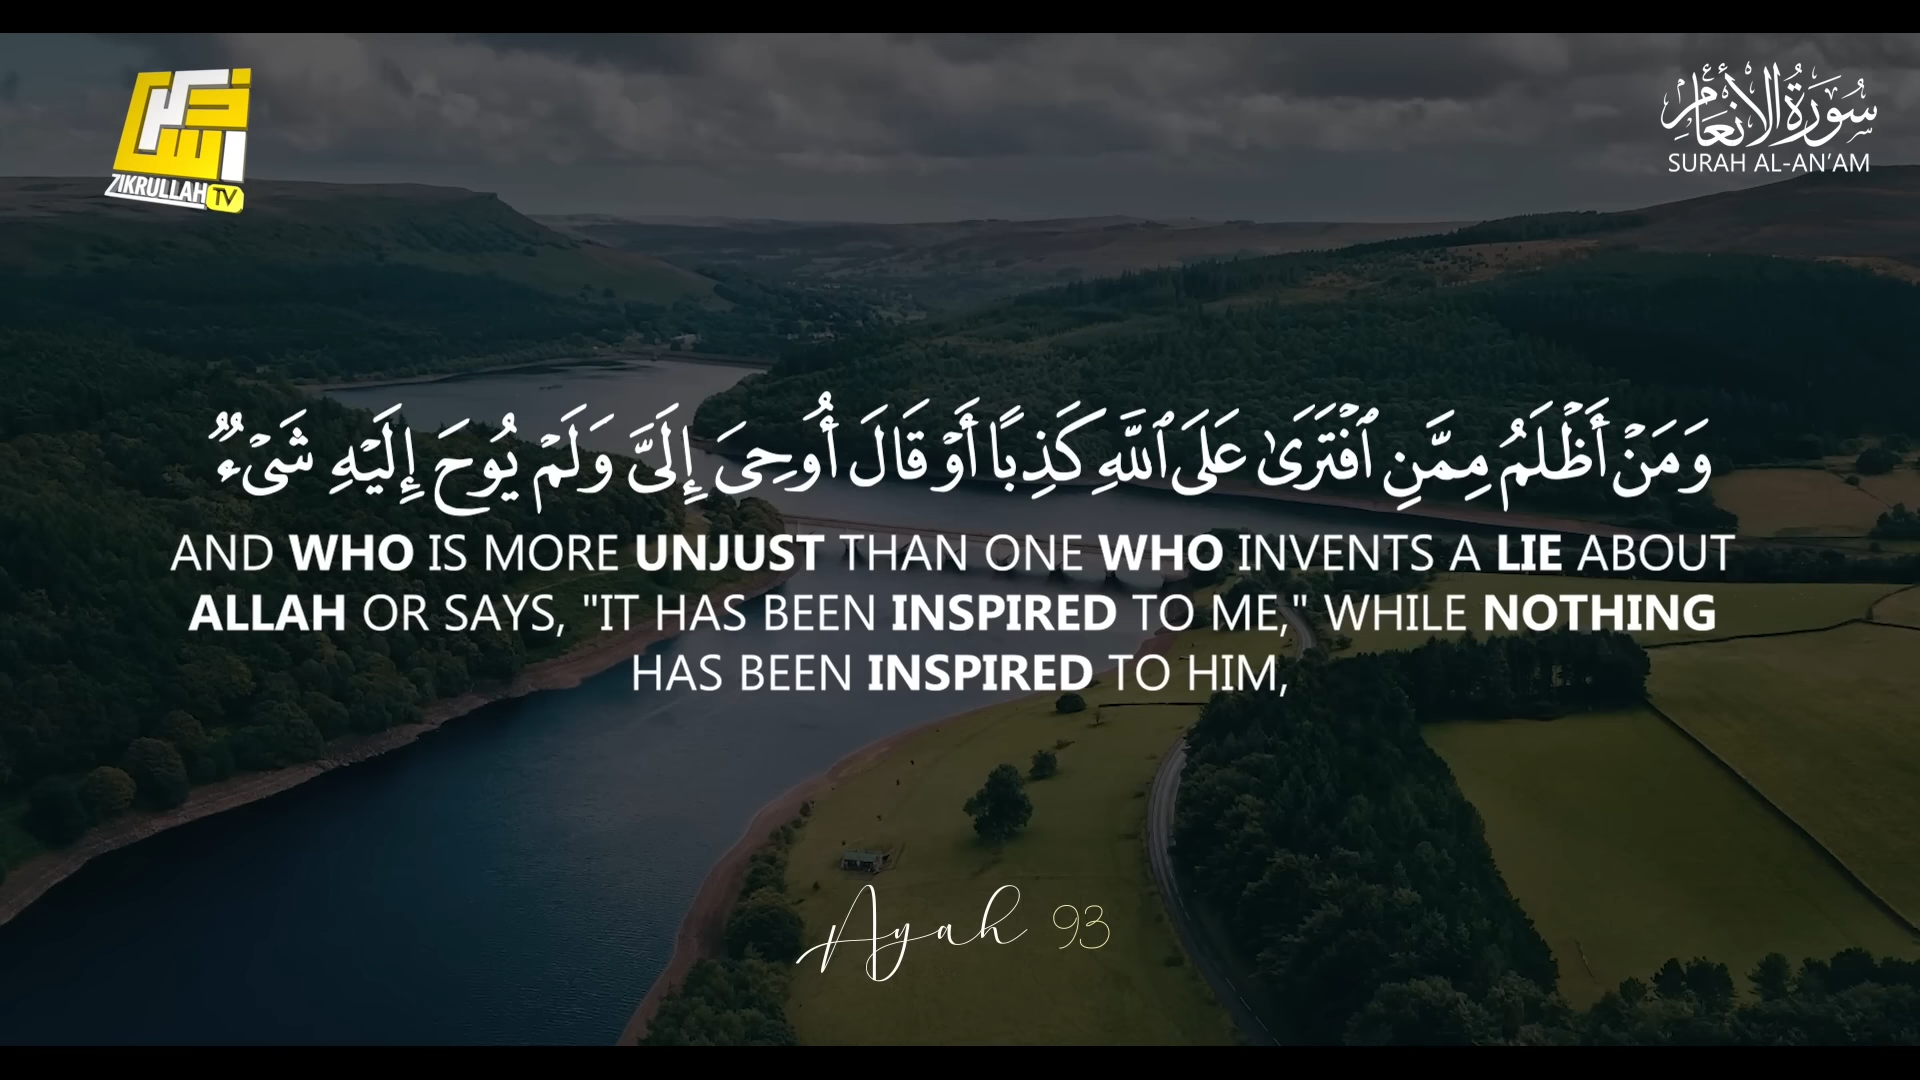 ذكر الله
ZIKRULLAH TV
سُورَةُ الأَنْعَامِ
SURAH AL-AN'AM
وَمَنْ أَظْلَمُ مِمَّنِ ٱفْتَرَىٰ عَلَى ٱللَّهِ كَذِبًا أَوْ قَالَ أُوحِىَ إِلَىَّ وَلَمْ يُوحَ إِلَيْهِ شَىْءٌ
AND WHO IS MORE UNJUST THAN ONE WHO INVENTS A LIE ABOUT
ALLAH OR SAYS, "IT HAS BEEN INSPIRED TO ME," WHILE NOTHING
HAS BEEN INSPIRED TO HIM,
Ayah 93